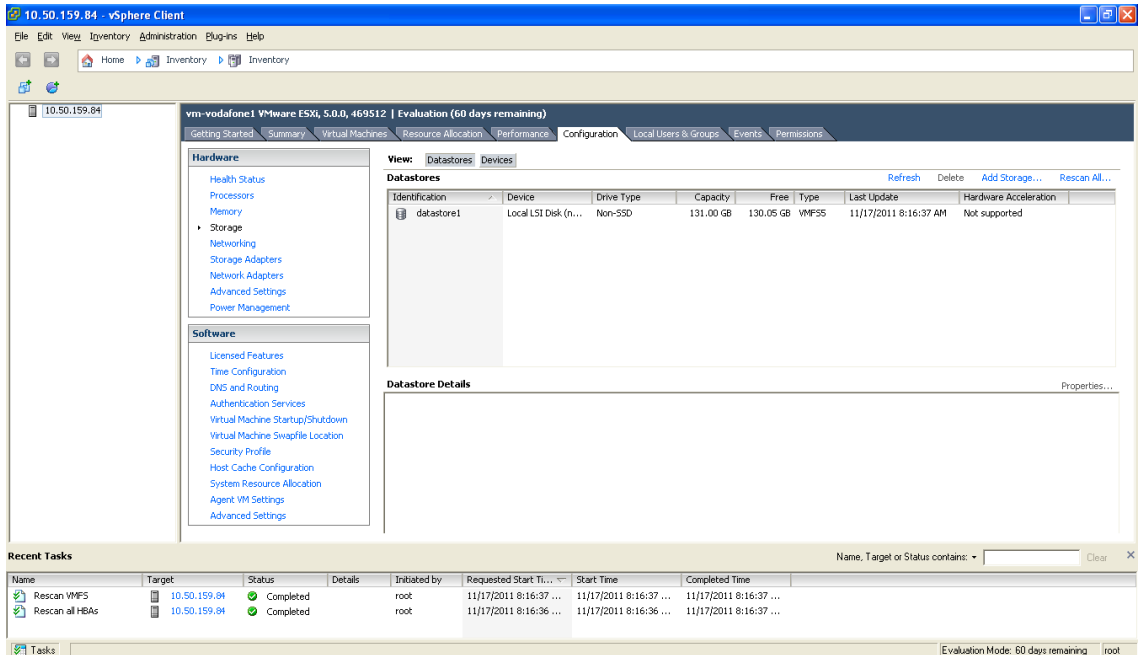 10.50.159.84 - vSphere Client
File Edit View Inventory Administration Plug-ins Help
Home Inventory Inventory
10.50.159.84
vm-vodafone1 VMware ESXi, 5.0.0, 469512 | Evaluation (60 days remaining)
Getting Started Summary Virtual Machines Resource Allocation Performance Configuration Local Users & Groups Events Permissions
Hardware
Health Status
Processors
Memory
Storage
Networking
Storage Adapters
Network Adapters
Advanced Settings
Power Management
Software
Licensed Features
Time Configuration
DNS and Routing
Authentication Services
Virtual Machine Startup/Shutdown
Virtual Machine Swapfile Location
Security Profile
Host Cache Configuration
System Resource Allocation
Agent VM Settings
Advanced Settings
View: Datastores Devices
Datastores Refresh Delete Add Storage... Rescan All...
Identification Device Drive Type Capacity Free Type Last Update Hardware Acceleration
datastore1 Local LSI Disk (n... Non-SSD 131.00 GB 130.05 GB VMFS5 11/17/2011 8:16:37 AM Not supported
Datastore Details Properties...
Recent Tasks Name, Target or Status contains: Clear
Name Target Status Details Initiated by Requested Start Ti... Start Time Completed Time
Rescan VMFS 10.50.159.84 Completed root 11/17/2011 8:16:37 ... 11/17/2011 8:16:37 ... 11/17/2011 8:16:37 ...
Rescan all HBAs 10.50.159.84 Completed root 11/17/2011 8:16:36 ... 11/17/2011 8:16:36 ... 11/17/2011 8:16:37 ...
Tasks Evaluation Mode: 60 days remaining root